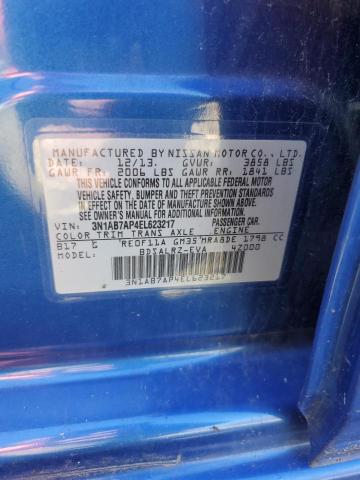 MANUFACTURED BY NISSAN MOTOR CO., LTD.
DATE: 12/13. GVWR: 3858 LBS
GAWR FR: 2006 LBS GAWR RR: 1841 LBS
THIS VEHICLE CONFORMS TO ALL APPLICABLE FEDERAL MOTOR
VEHICLE SAFETY, BUMPER AND THEFT PREVENTION STANDARDS
IN EFFECT ON THE DATE OF MANUFACTURE SHOWN ABOVE.
SEE OWNER'S MANUAL FOR ADDITIONAL INFORMATION.
VIN: 3N1AB7AP4EL623217 PASSENGER CAR.
COLOR TRIM TRANS AXLE ENGINE
B17 G RE0F11A GM35 MRA8DE 1798 CC
BDSALRZ-EVA 4Z000
3N1AB7AP4EL623217